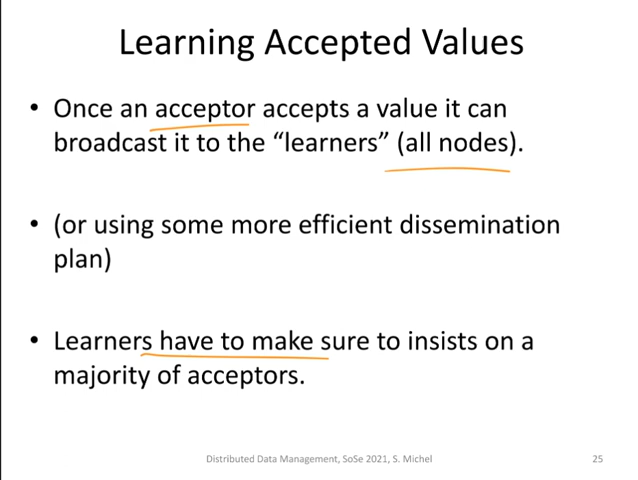 Learning Accepted Values
• Once an acceptor accepts a value it can
broadcast it to the “learners” (all nodes).
• (or using some more efficient dissemination
plan)
• Learners have to make sure to insists on a
majority of acceptors.
Distributed Data Management, SoSe 2021, S. Michel
25